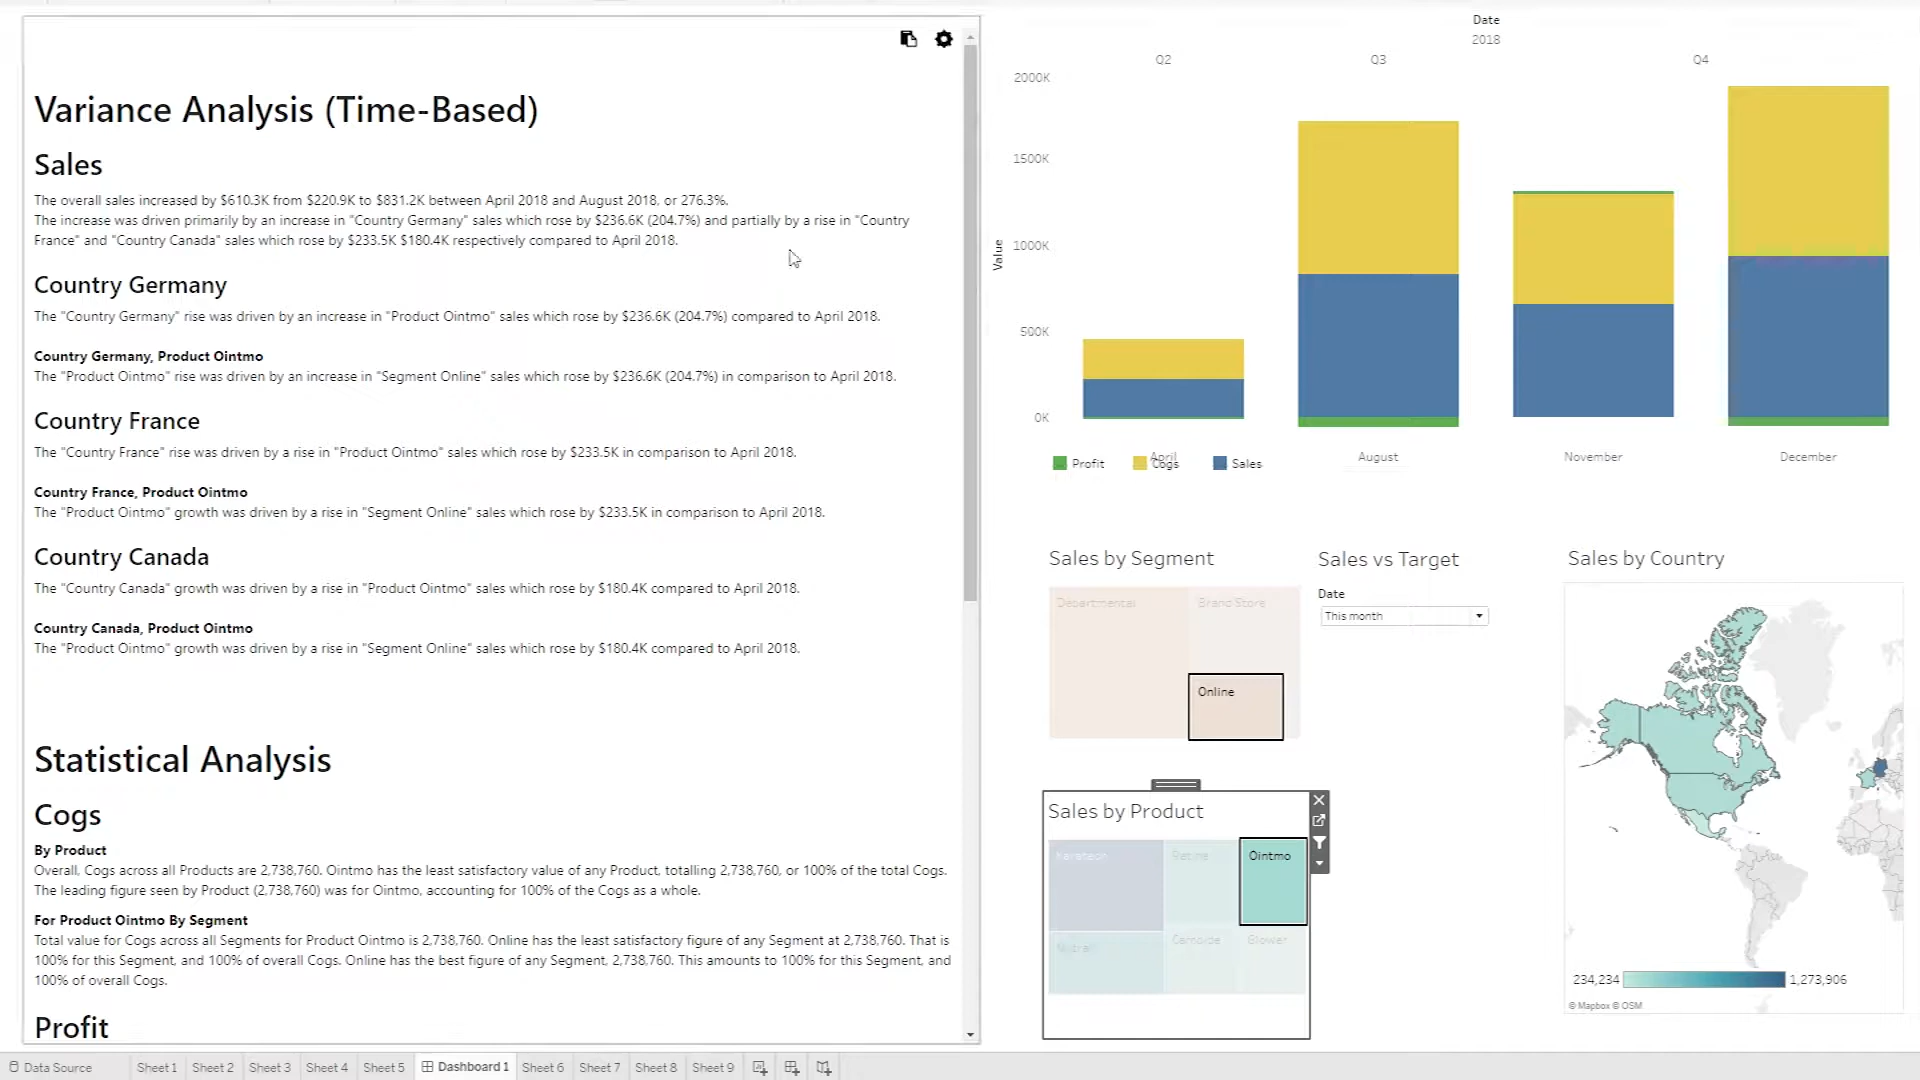 Variance Analysis (Time-Based)
Sales
The overall sales increased by $610.3K from $220.9K to $831.2K between April 2018 and August 2018, or 276.3%.
The increase was driven primarily by an increase in "Country Germany" sales which rose by $236.6K (204.7%) and partially by a rise in "Country
France" and "Country Canada" sales which rose by $233.5K $180.4K respectively compared to April 2018.
Country Germany
The "Country Germany" rise was driven by an increase in "Product Ointmo" sales which rose by $236.6K (204.7%) compared to April 2018.
Country Germany, Product Ointmo
The "Product Ointmo" rise was driven by an increase in "Segment Online" sales which rose by $236.6K (204.7%) in comparison to April 2018.
Country France
The "Country France" rise was driven by a rise in "Product Ointmo" sales which rose by $233.5K in comparison to April 2018.
Country France, Product Ointmo
The "Product Ointmo" growth was driven by a rise in "Segment Online" sales which rose by $233.5K in comparison to April 2018.
Country Canada
The "Country Canada" growth was driven by a rise in "Product Ointmo" sales which rose by $180.4K compared to April 2018.
Country Canada, Product Ointmo
The "Product Ointmo" growth was driven by a rise in "Segment Online" sales which rose by $180.4K compared to April 2018.
Statistical Analysis
Cogs
By Product
Overall, Cogs across all Products are 2,738,760. Ointmo has the least satisfactory value of any Product, totalling 2,738,760, or 100% of the total Cogs.
The leading figure seen by Product (2,738,760) was for Ointmo, accounting for 100% of the Cogs as a whole.
For Product Ointmo By Segment
Total value for Cogs across all Segments for Product Ointmo is 2,738,760. Online has the least satisfactory figure of any Segment at 2,738,760. That is
100% for this Segment, and 100% of overall Cogs. Online has the best figure of any Segment, 2,738,760. This amounts to 100% for this Segment, and
100% of overall Cogs.
Profit
Date
2018
Q2 Q3 Q4
2000K
1500K
1000K
500K
0K
Value
April August November December
Profit Cogs Sales
Sales by Segment
Departmental Brand Store
Online
Sales vs Target
Date
This month
Sales by Country
234,234 1,273,906
© Mapbox © OSM
Sales by Product
Ointmo
Glower
Data Source Sheet 1 Sheet 2 Sheet 3 Sheet 4 Sheet 5 Dashboard 1 Sheet 6 Sheet 7 Sheet 8 Sheet 9